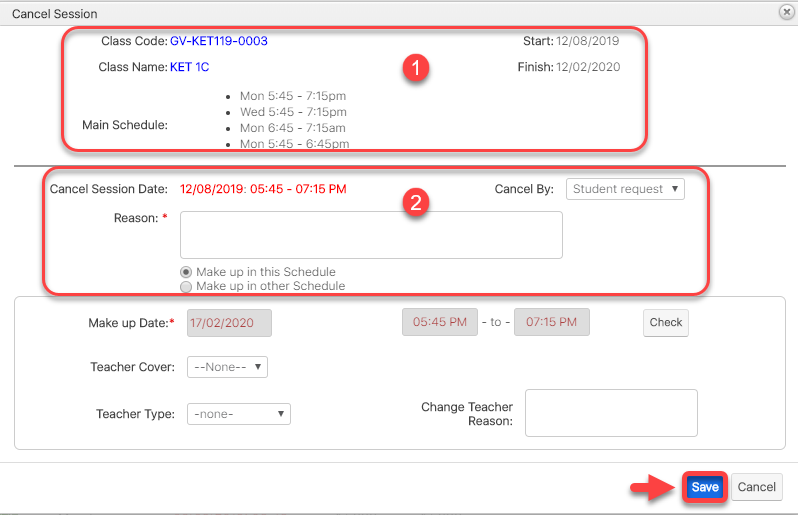 Cancel Session
Class Code: GV-KET119-0003 Start: 12/08/2019
Class Name: KET 1C Finish: 12/02/2020
1
Main Schedule:
• Mon 5:45 - 7:15pm
• Wed 5:45 - 7:15pm
• Mon 6:45 - 7:15am
• Mon 5:45 - 6:45pm
Cancel Session Date: 12/08/2019: 05:45 - 07:15 PM Cancel By: Student request
2
Reason: *
Make up in this Schedule
Make up in other Schedule
Make up Date:* 17/02/2020 05:45 PM - to - 07:15 PM Check
Teacher Cover: --None--
Teacher Type: -none- Change Teacher
Reason:
Save Cancel